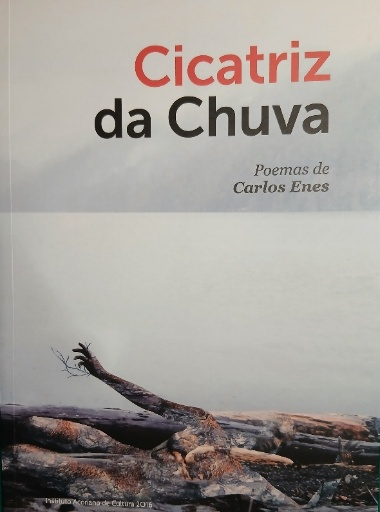 Cicatriz
da Chuva
Poemas de
Carlos Enes
Instituto Açoriano de Cultura 2016